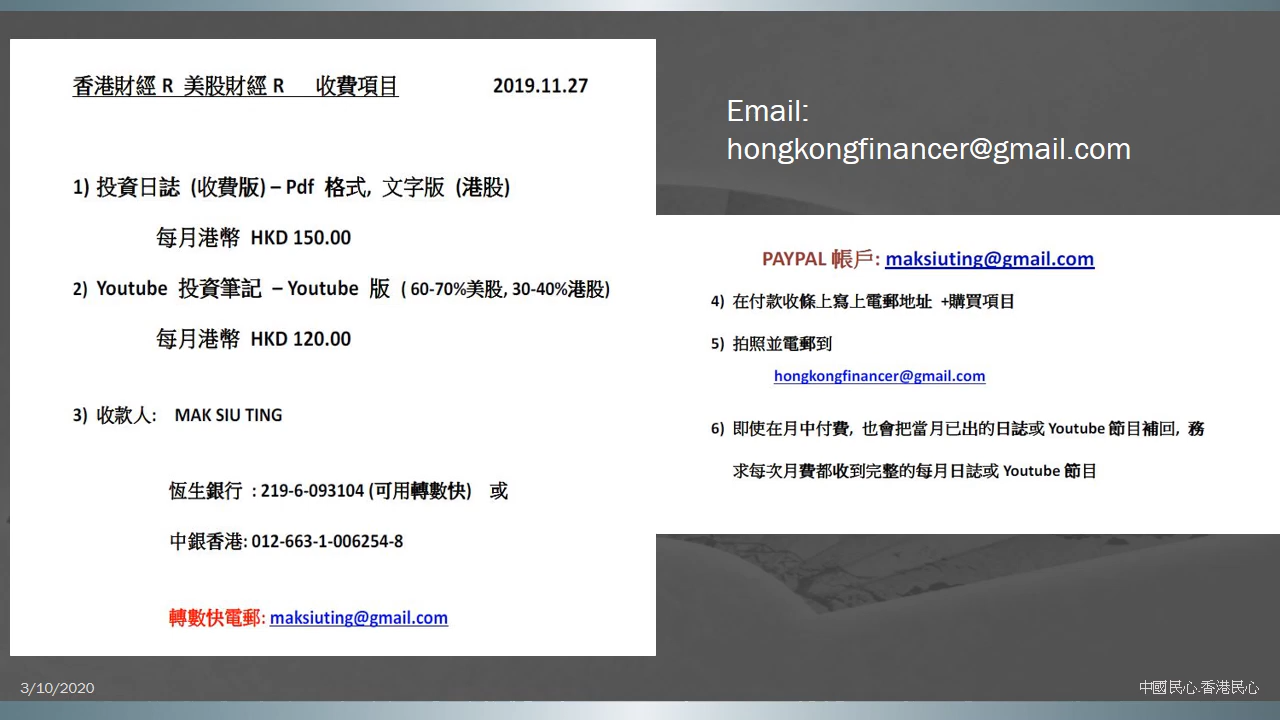 香港財經 R 美股財經 R 收費項目 2019.11.27
1) 投資日誌 (收費版) – Pdf 格式, 文字版 (港股)
每月港幣 HKD 150.00
2) Youtube 投資筆記 – Youtube 版 ( 60-70%美股, 30-40%港股)
每月港幣 HKD 120.00
3) 收款人: MAK SIU TING
恆生銀行 : 219-6-093104 (可用轉數快) 或
中銀香港: 012-663-1-006254-8
轉數快電郵: maksiuting@gmail.com
Email:
hongkongfinancer@gmail.com
PAYPAL 帳戶: maksiuting@gmail.com
4) 在付款收條上寫上電郵地址 +購買項目
5) 拍照並電郵到
hongkongfinancer@gmail.com
6) 即使在月中付費, 也會把當月已出的日誌或 Youtube 節目補回, 務
求每次月費都收到完整的每月日誌或 Youtube 節目
3/10/2020
中國民心.香港民心